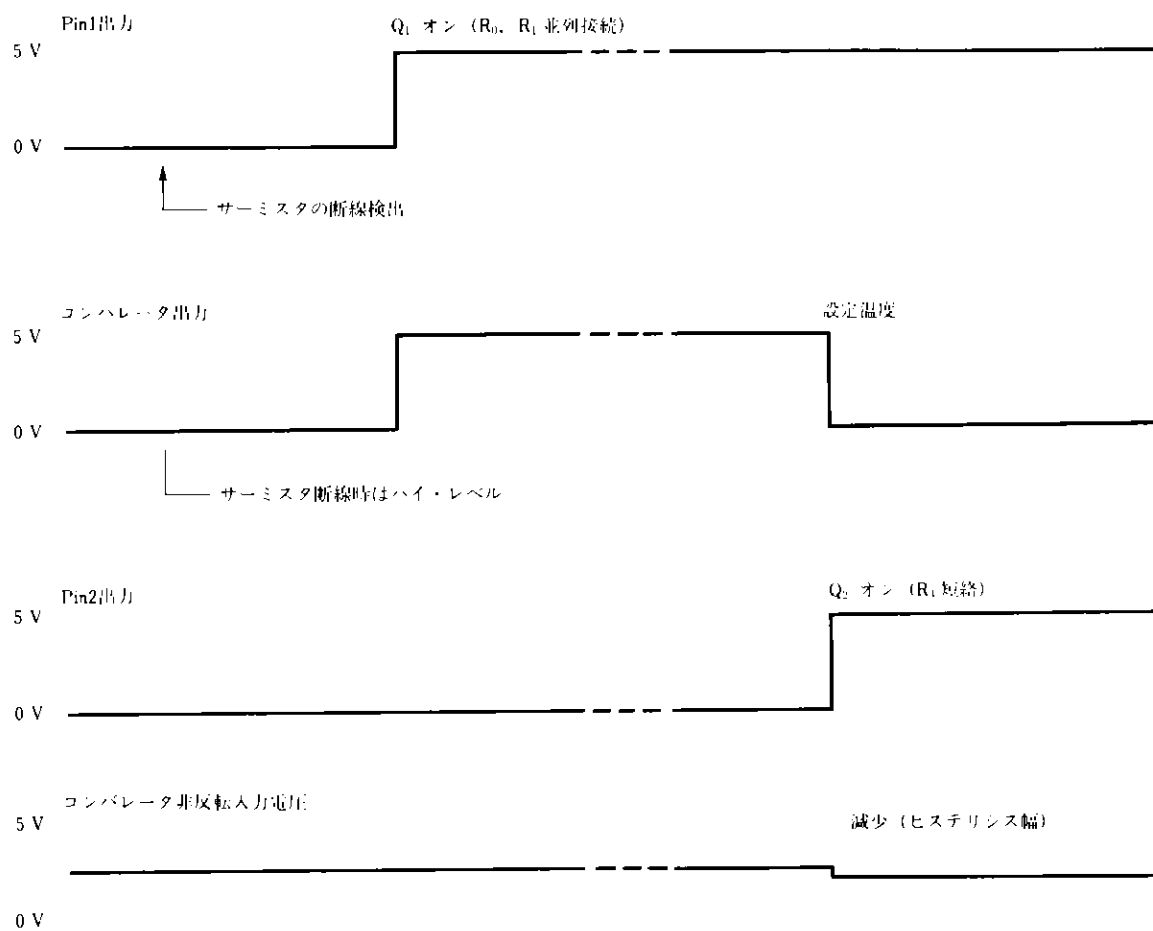 Pin1出力
Q₁ オン（R₀，R₁ 並列接続）
5 V
0 V
サーミスタの断線検出
コンパレータ出力
設定温度
5 V
0 V
サーミスタ断線時はハイ・レベル
Pin2出力
Q₂ オン（R₁ 短絡）
5 V
0 V
コンパレータ非反転入力電圧
5 V
減少（ヒステリシス幅）
0 V